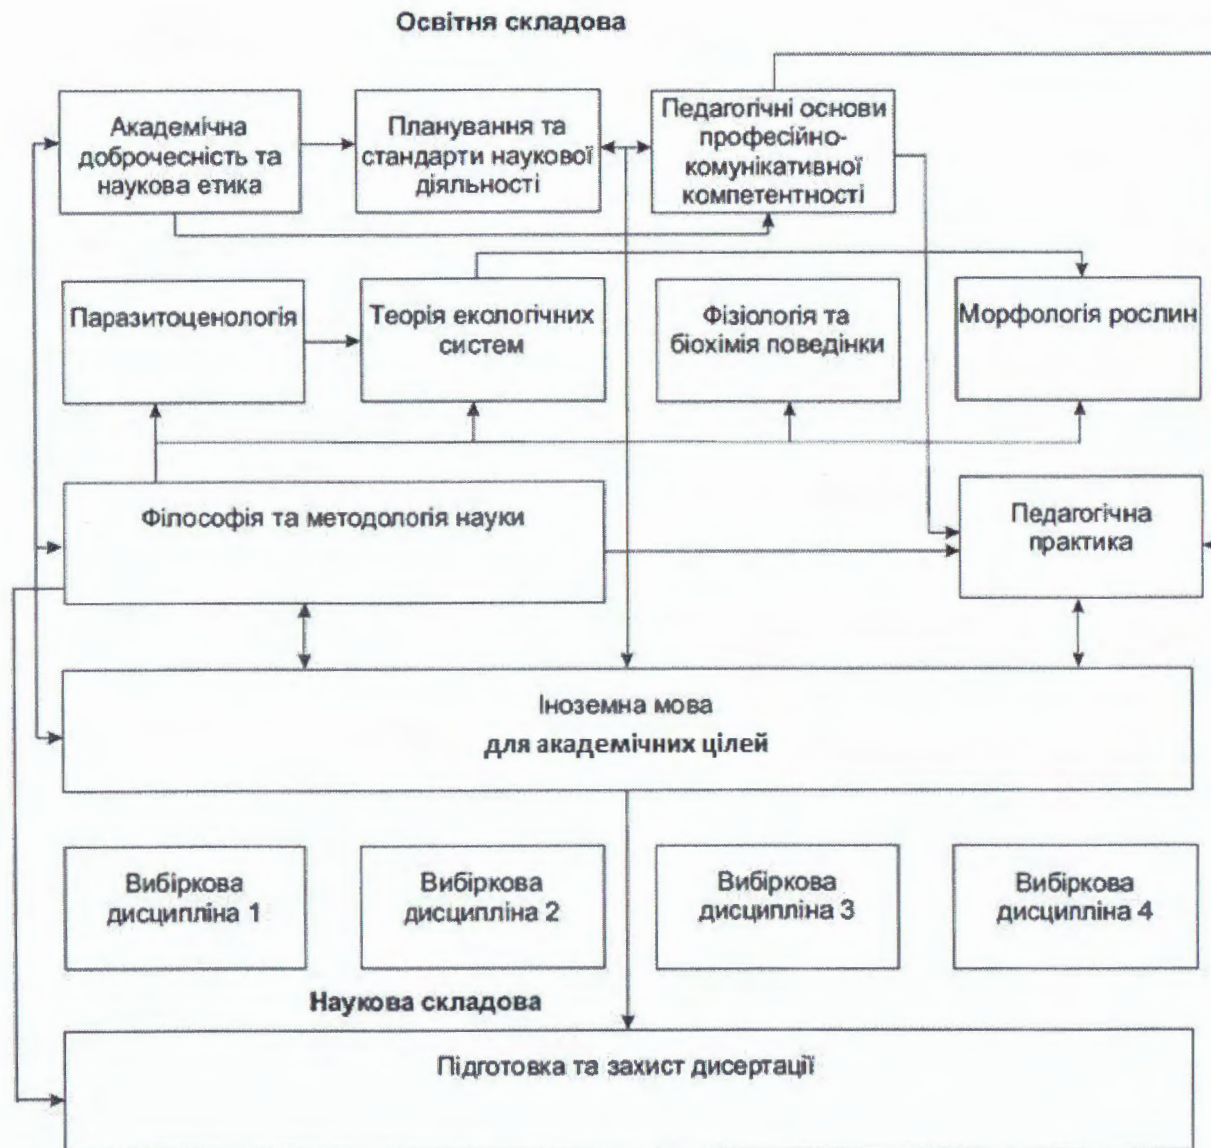 Освітня складова
Академічна
доброчесність та
наукова етика
Планування та
стандарти наукової
діяльності
Педагогічні основи
професійно-
комунікативної
компетентності
Паразитоценологія
Теорія екологічних
систем
Фізіологія та
біохімія поведінки
Морфологія рослин
Філософія та методологія науки
Педагогічна
практика
Іноземна мова
для академічних цілей
Вибіркова
дисципліна 1
Вибіркова
дисципліна 2
Вибіркова
дисципліна 3
Вибіркова
дисципліна 4
Наукова складова
Підготовка та захист дисертації